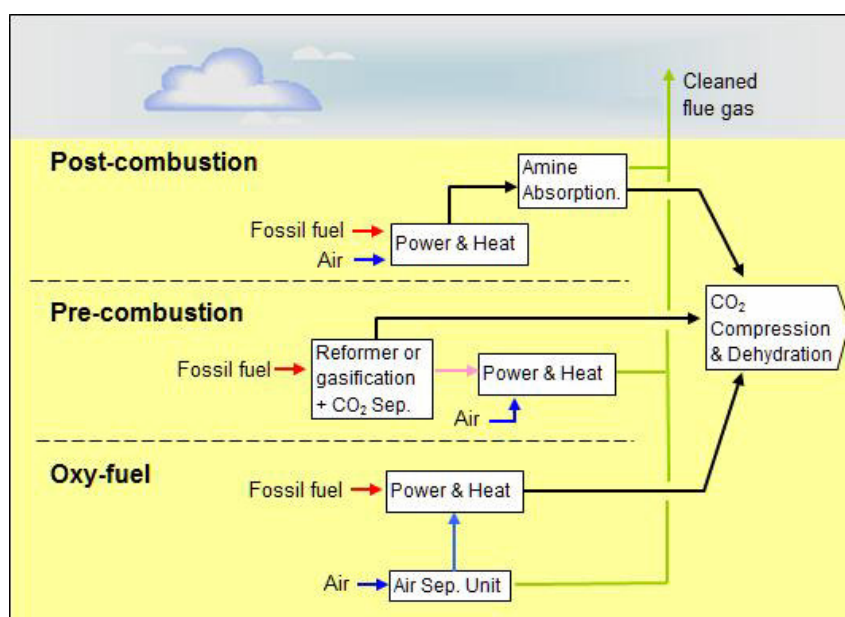 Cleaned
flue gas
Post-combustion
Amine
Absorption.
Fossil fuel
Power & Heat
Air
Pre-combustion
CO₂
Compression
& Dehydration
Reformer or
gasification
+ CO₂ Sep.
Fossil fuel
Power & Heat
Air
Oxy-fuel
Fossil fuel
Power & Heat
Air
Air Sep. Unit